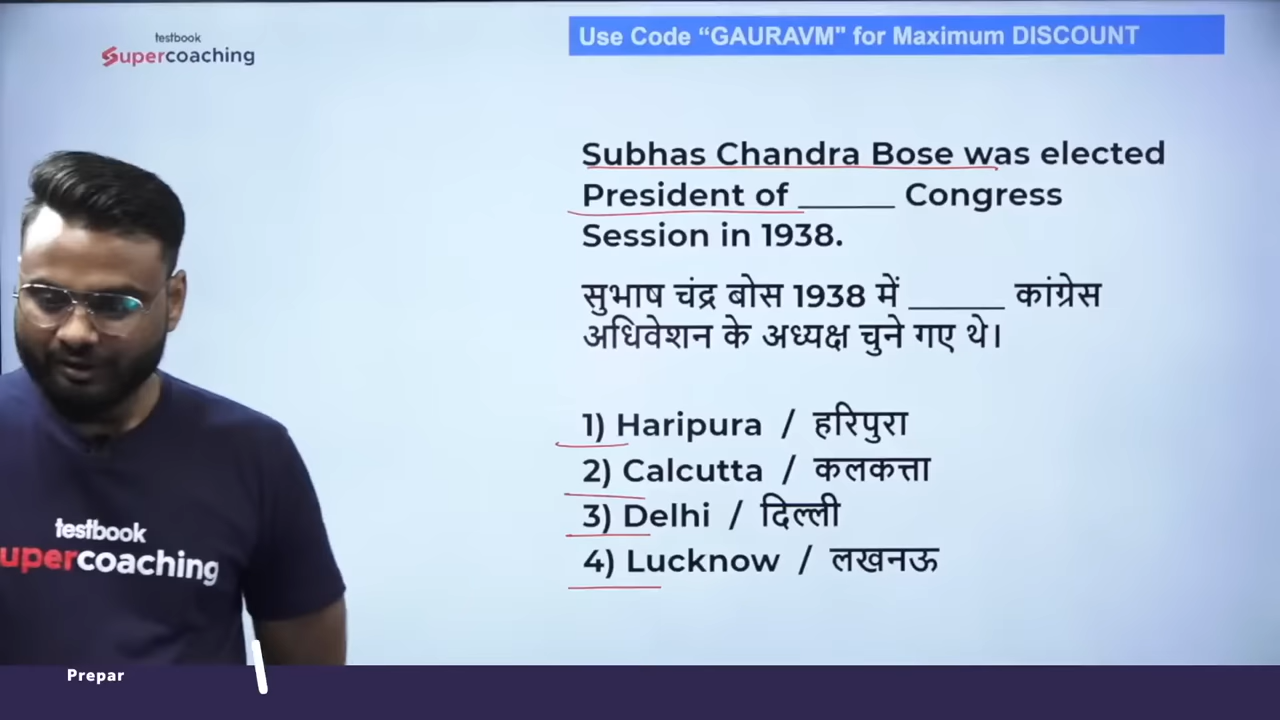 testbook
Supercoaching
Use Code “GAURAVM" for Maximum DISCOUNT
Subhas Chandra Bose was elected
President of ______ Congress
Session in 1938.
सुभाष चंद्र बोस 1938 में ______ कांग्रेस
अधिवेशन के अध्यक्ष चुने गए थे।
1) Haripura / हरिपुरा
2) Calcutta / कलकत्ता
3) Delhi / दिल्ली
4) Lucknow / लखनऊ
testbook
upercoaching
Prepar